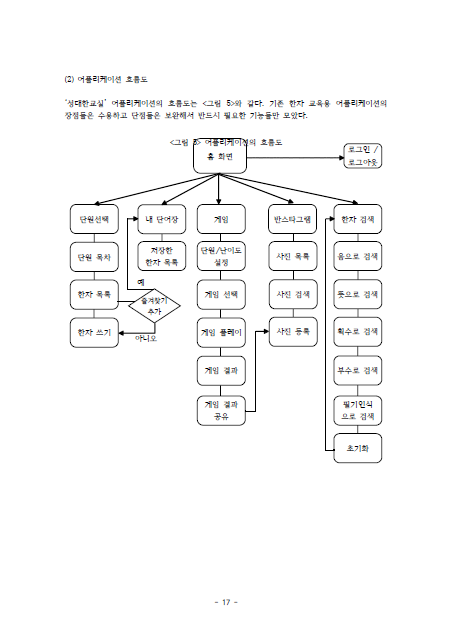 (2) 어플리케이션 흐름도
'성대한교실' 어플리케이션의 흐름도는 <그림 5>와 같다. 기존 한자 교육용 어플리케이션의
장점들은 수용하고 단점들은 보완해서 반드시 필요한 기능들만 모았다.
<그림 5> 어플리케이션의 흐름도
홈 화면
로그인 /
로그아웃
단원선택
내 단어장
게임
반스타그램
한자 검색
단원 목차
저장한
한자 목록
단원/난이도
설정
사진 목록
음으로 검색
예
한자 목록
즐겨찾기
추가
게임 선택
사진 검색
뜻으로 검색
한자 쓰기
아니오
게임 플레이
사진 등록
획수로 검색
게임 결과
부수로 검색
게임 결과
공유
필기인식
으로 검색
초기화
- 17 -